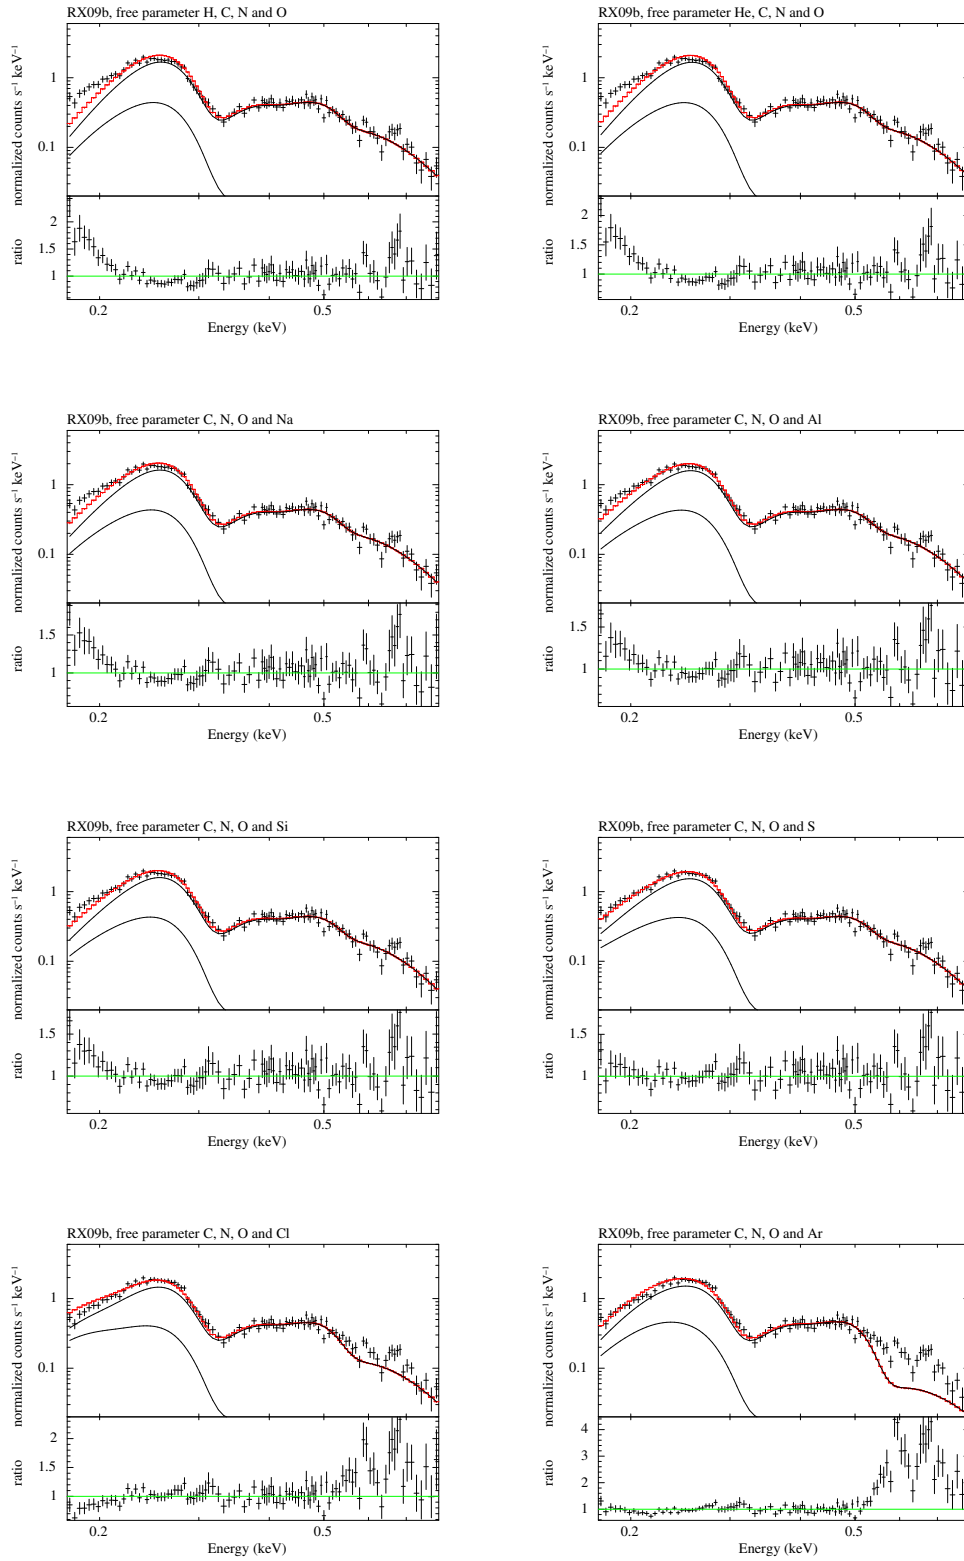 RX09b, free parameter H, C, N and O
normalized counts s⁻¹ keV⁻¹
1
0.1
ratio
2
1.5
1
0.2
0.5
Energy (keV)
RX09b, free parameter He, C, N and O
normalized counts s⁻¹ keV⁻¹
1
0.1
ratio
2
1.5
1
0.2
0.5
Energy (keV)
RX09b, free parameter C, N, O and Na
normalized counts s⁻¹ keV⁻¹
1
0.1
ratio
1.5
1
0.2
0.5
Energy (keV)
RX09b, free parameter C, N, O and Al
normalized counts s⁻¹ keV⁻¹
1
0.1
ratio
1.5
1
0.2
0.5
Energy (keV)
RX09b, free parameter C, N, O and Si
normalized counts s⁻¹ keV⁻¹
1
0.1
ratio
1.5
1
0.2
0.5
Energy (keV)
RX09b, free parameter C, N, O and S
normalized counts s⁻¹ keV⁻¹
1
0.1
ratio
1.5
1
0.2
0.5
Energy (keV)
RX09b, free parameter C, N, O and Cl
normalized counts s⁻¹ keV⁻¹
1
0.1
ratio
2
1.5
1
0.2
0.5
Energy (keV)
RX09b, free parameter C, N, O and Ar
normalized counts s⁻¹ keV⁻¹
1
0.1
ratio
4
3
2
1
0.2
0.5
Energy (keV)